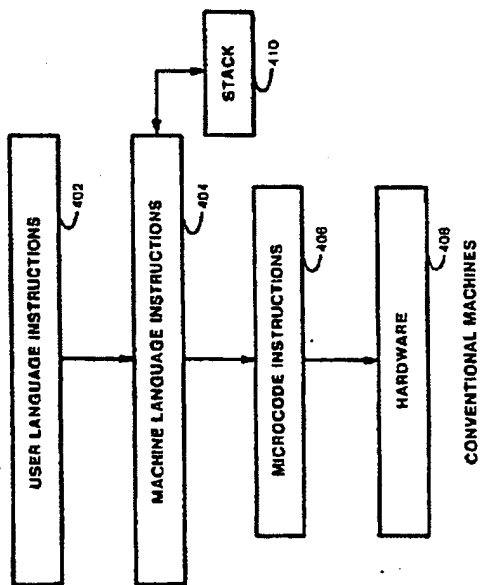 USER LANGUAGE INSTRUCTIONS
402
MACHINE LANGUAGE INSTRUCTIONS
404
STACK
410
MICROCODE INSTRUCTIONS
406
HARDWARE
408
CONVENTIONAL MACHINES